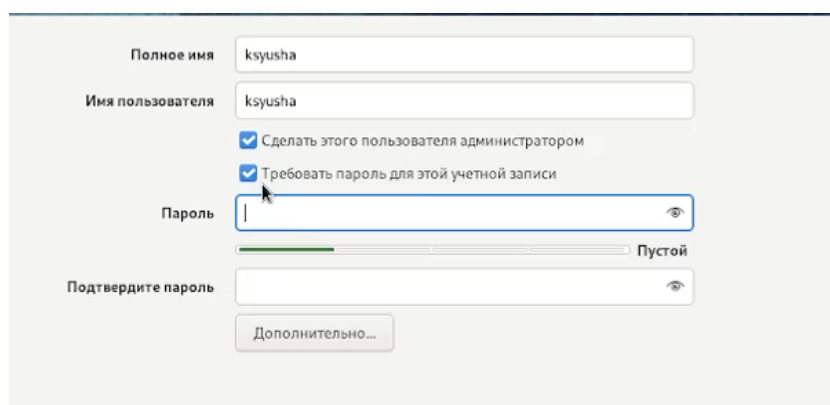 Полное имя ksyusha
Имя пользователя ksyusha
Сделать этого пользователя администратором
Требовать пароль для этой учетной записи
Пароль
Пустой
Подтвердите пароль
Дополнительно...